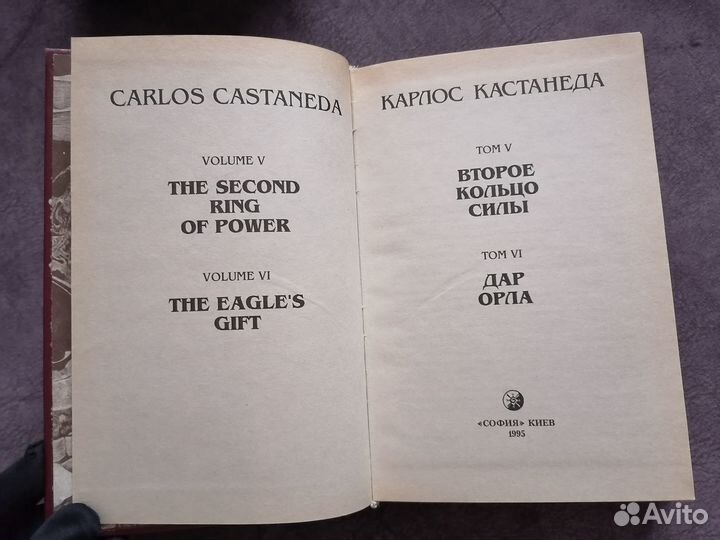 CARLOS CASTANEDA
VOLUME V
THE SECOND
RING
OF POWER
VOLUME VI
THE EAGLE'S
GIFT
КАРЛОС КАСТАНЕДА
ТОМ V
ВТОРОЕ
КОЛЬЦО
СИЛЫ
ТОМ VI
ДАР
ОРЛА
«СОФИЯ» КИЕВ
1995
Avito